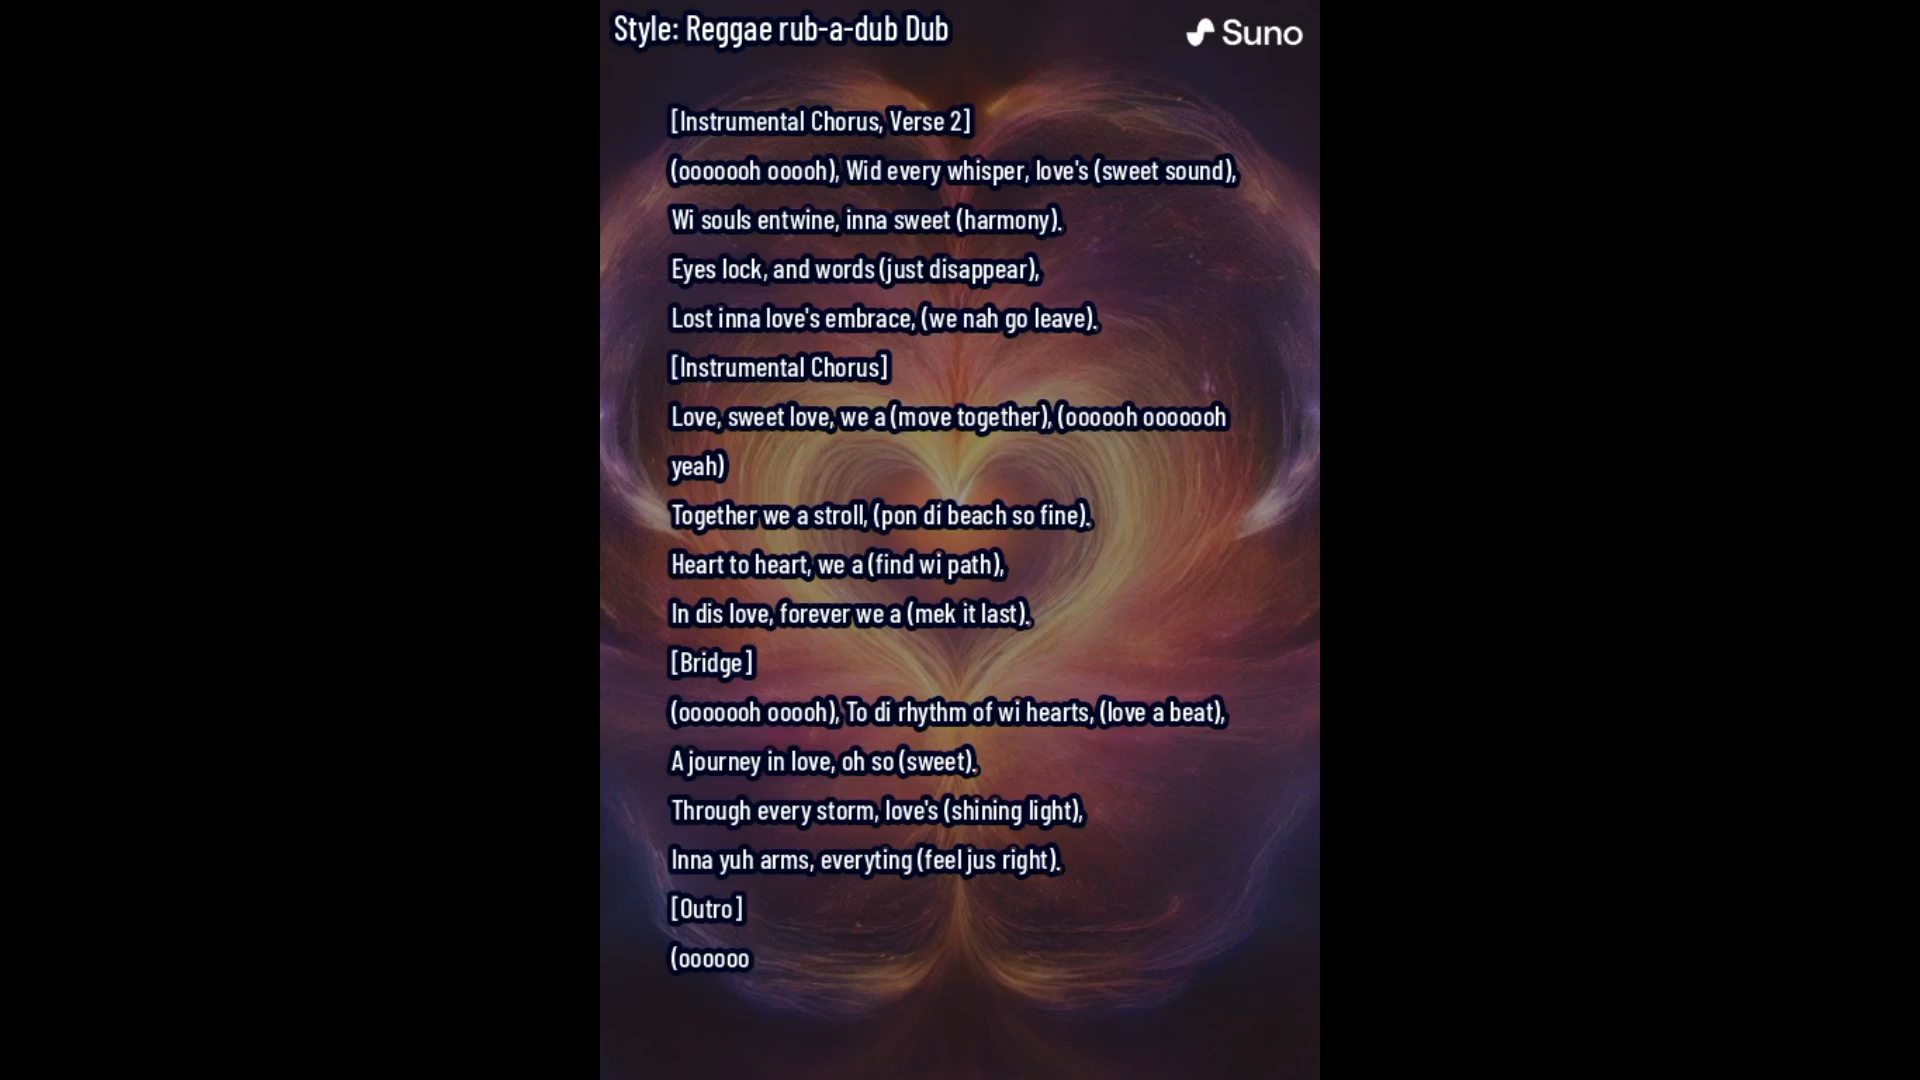 Style: Reggae rub-a-dub Dub
Suno
[Instrumental Chorus, Verse 2]
(ooooooh ooooh), Wid every whisper, love's (sweet sound),
Wi souls entwine, inna sweet (harmony).
Eyes lock, and words (just disappear),
Lost inna love's embrace, (we nah go leave).
[Instrumental Chorus]
Love, sweet love, we a (move together), (oooooh ooooooh
yeah)
Together we a stroll, (pon di beach so fine).
Heart to heart, we a (find wi path),
In dis love, forever we a (mek it last).
[Bridge]
(ooooooh ooooh), To di rhythm of wi hearts, (love a beat),
A journey in love, oh so (sweet).
Through every storm, love's (shining light),
Inna yuh arms, everyting (feel jus right).
[Outro]
(oooooo